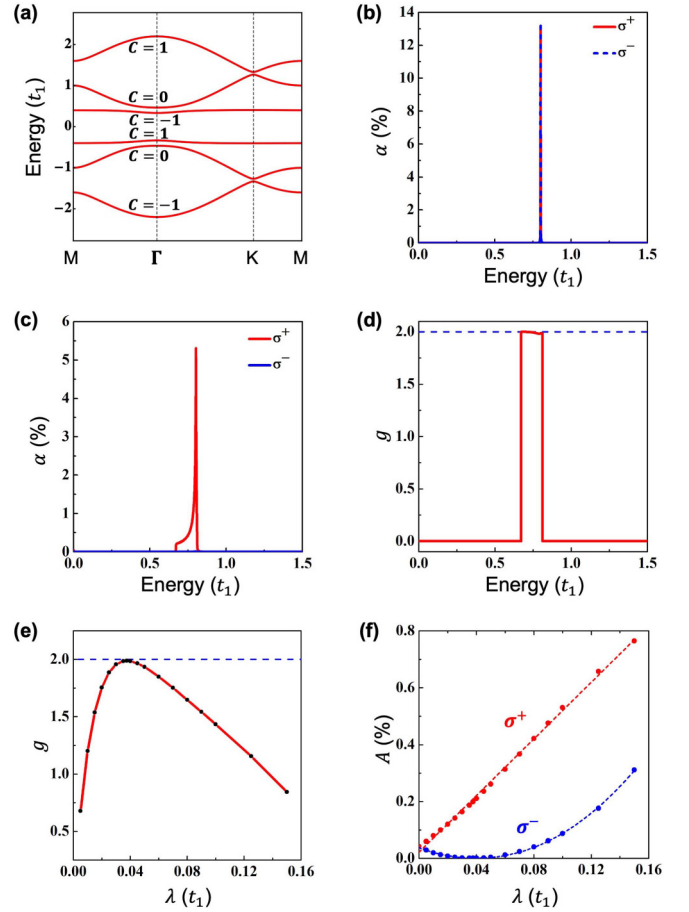 (a)
Energy (t₁)
2
1
0
−1
−2
C = 1
C = 0
C = −1
C = 1
C = 0
C = −1
M
Γ
K
M
(b)
α (%)
14
12
10
8
6
4
2
0
σ⁺
σ⁻
0.0
0.5
1.0
1.5
Energy (t₁)
(c)
α (%)
6
5
4
3
2
1
0
σ⁺
σ⁻
0.0
0.5
1.0
1.5
Energy (t₁)
(d)
g
2.0
1.5
1.0
0.5
0.0
0.0
0.5
1.0
1.5
Energy (t₁)
(e)
g
2.0
1.5
1.0
0.5
0.00
0.04
0.08
0.12
0.16
λ (t₁)
(f)
A (%)
0.8
0.6
0.4
0.2
0.0
σ⁺
σ⁻
0.00
0.04
0.08
0.12
0.16
λ (t₁)